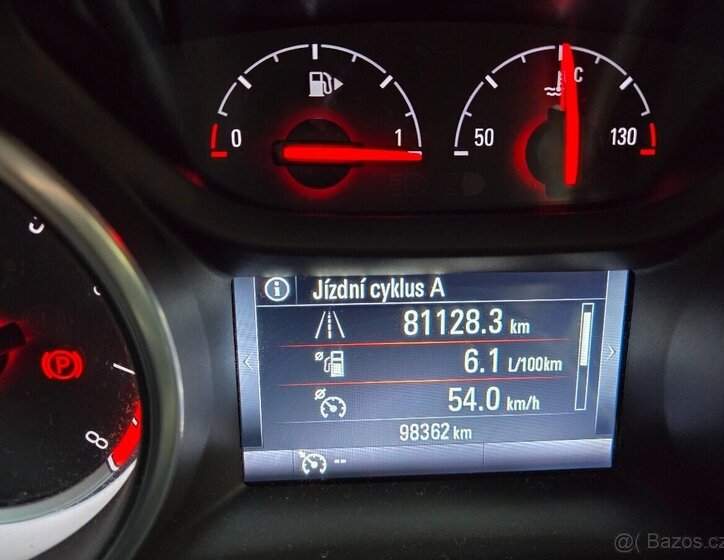 0 1
50 °C 130
Jízdní cyklus A
81128.3 km
6.1 L/100km
54.0 km/h
98362 km
--
P
8
@( Bazos.cz